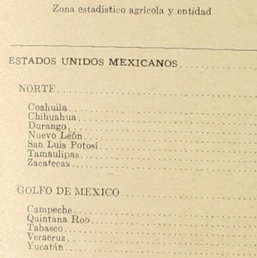 Zona estadístico agrícola y entidad
ESTADOS UNIDOS MEXICANOS
NORTE
Coahuila
Chihuahua
Durango
Nuevo León
San Luis Potosí
Tamaulipas
Zacatecas
GOLFO DE MEXICO
Campeche
Quintana Roo
Tabasco
Veracruz
Yucatán